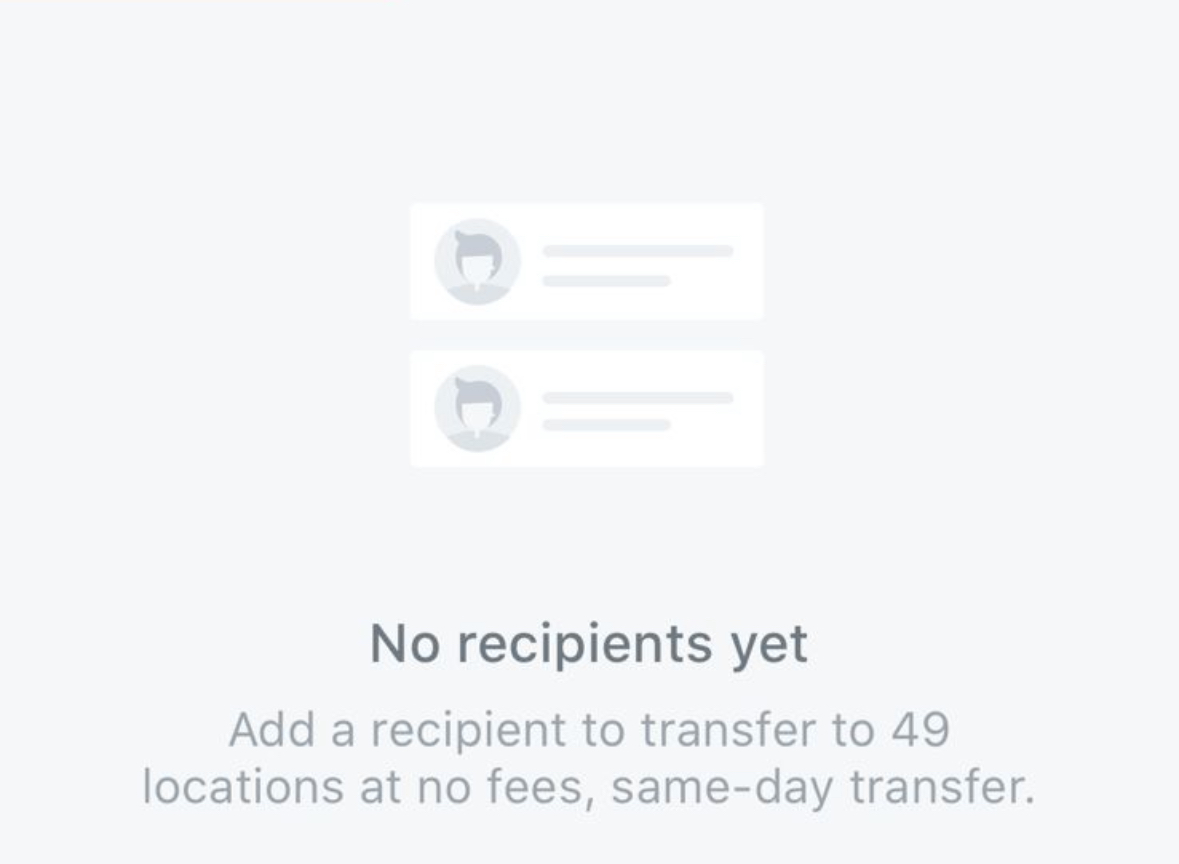 No recipients yet
Add a recipient to transfer to 49
locations at no fees, same-day transfer.